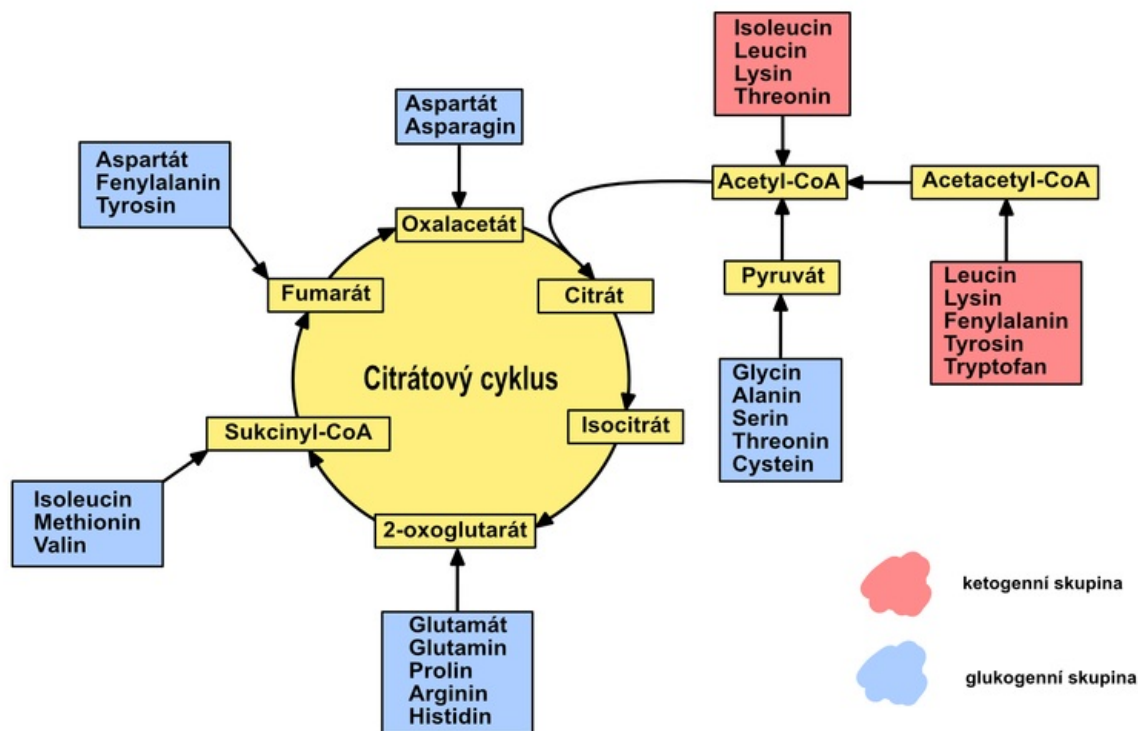 Isoleucin
Leucin
Lysin
Threonin
Aspartát
Asparagin
Aspartát
Fenylalanin
Tyrosin
Acetyl-CoA
Acetacetyl-CoA
Oxalacetát
Fumarát
Citrát
Pyruvát
Leucin
Lysin
Fenylalanin
Tyrosin
Tryptofan
Citrátový cyklus
Glycin
Alanin
Serin
Threonin
Cystein
Isocitrát
Sukcinyl-CoA
Isoleucin
Methionin
Valin
2-oxoglutarát
Glutamát
Glutamin
Prolin
Arginin
Histidin
ketogenní skupina
glukogenní skupina